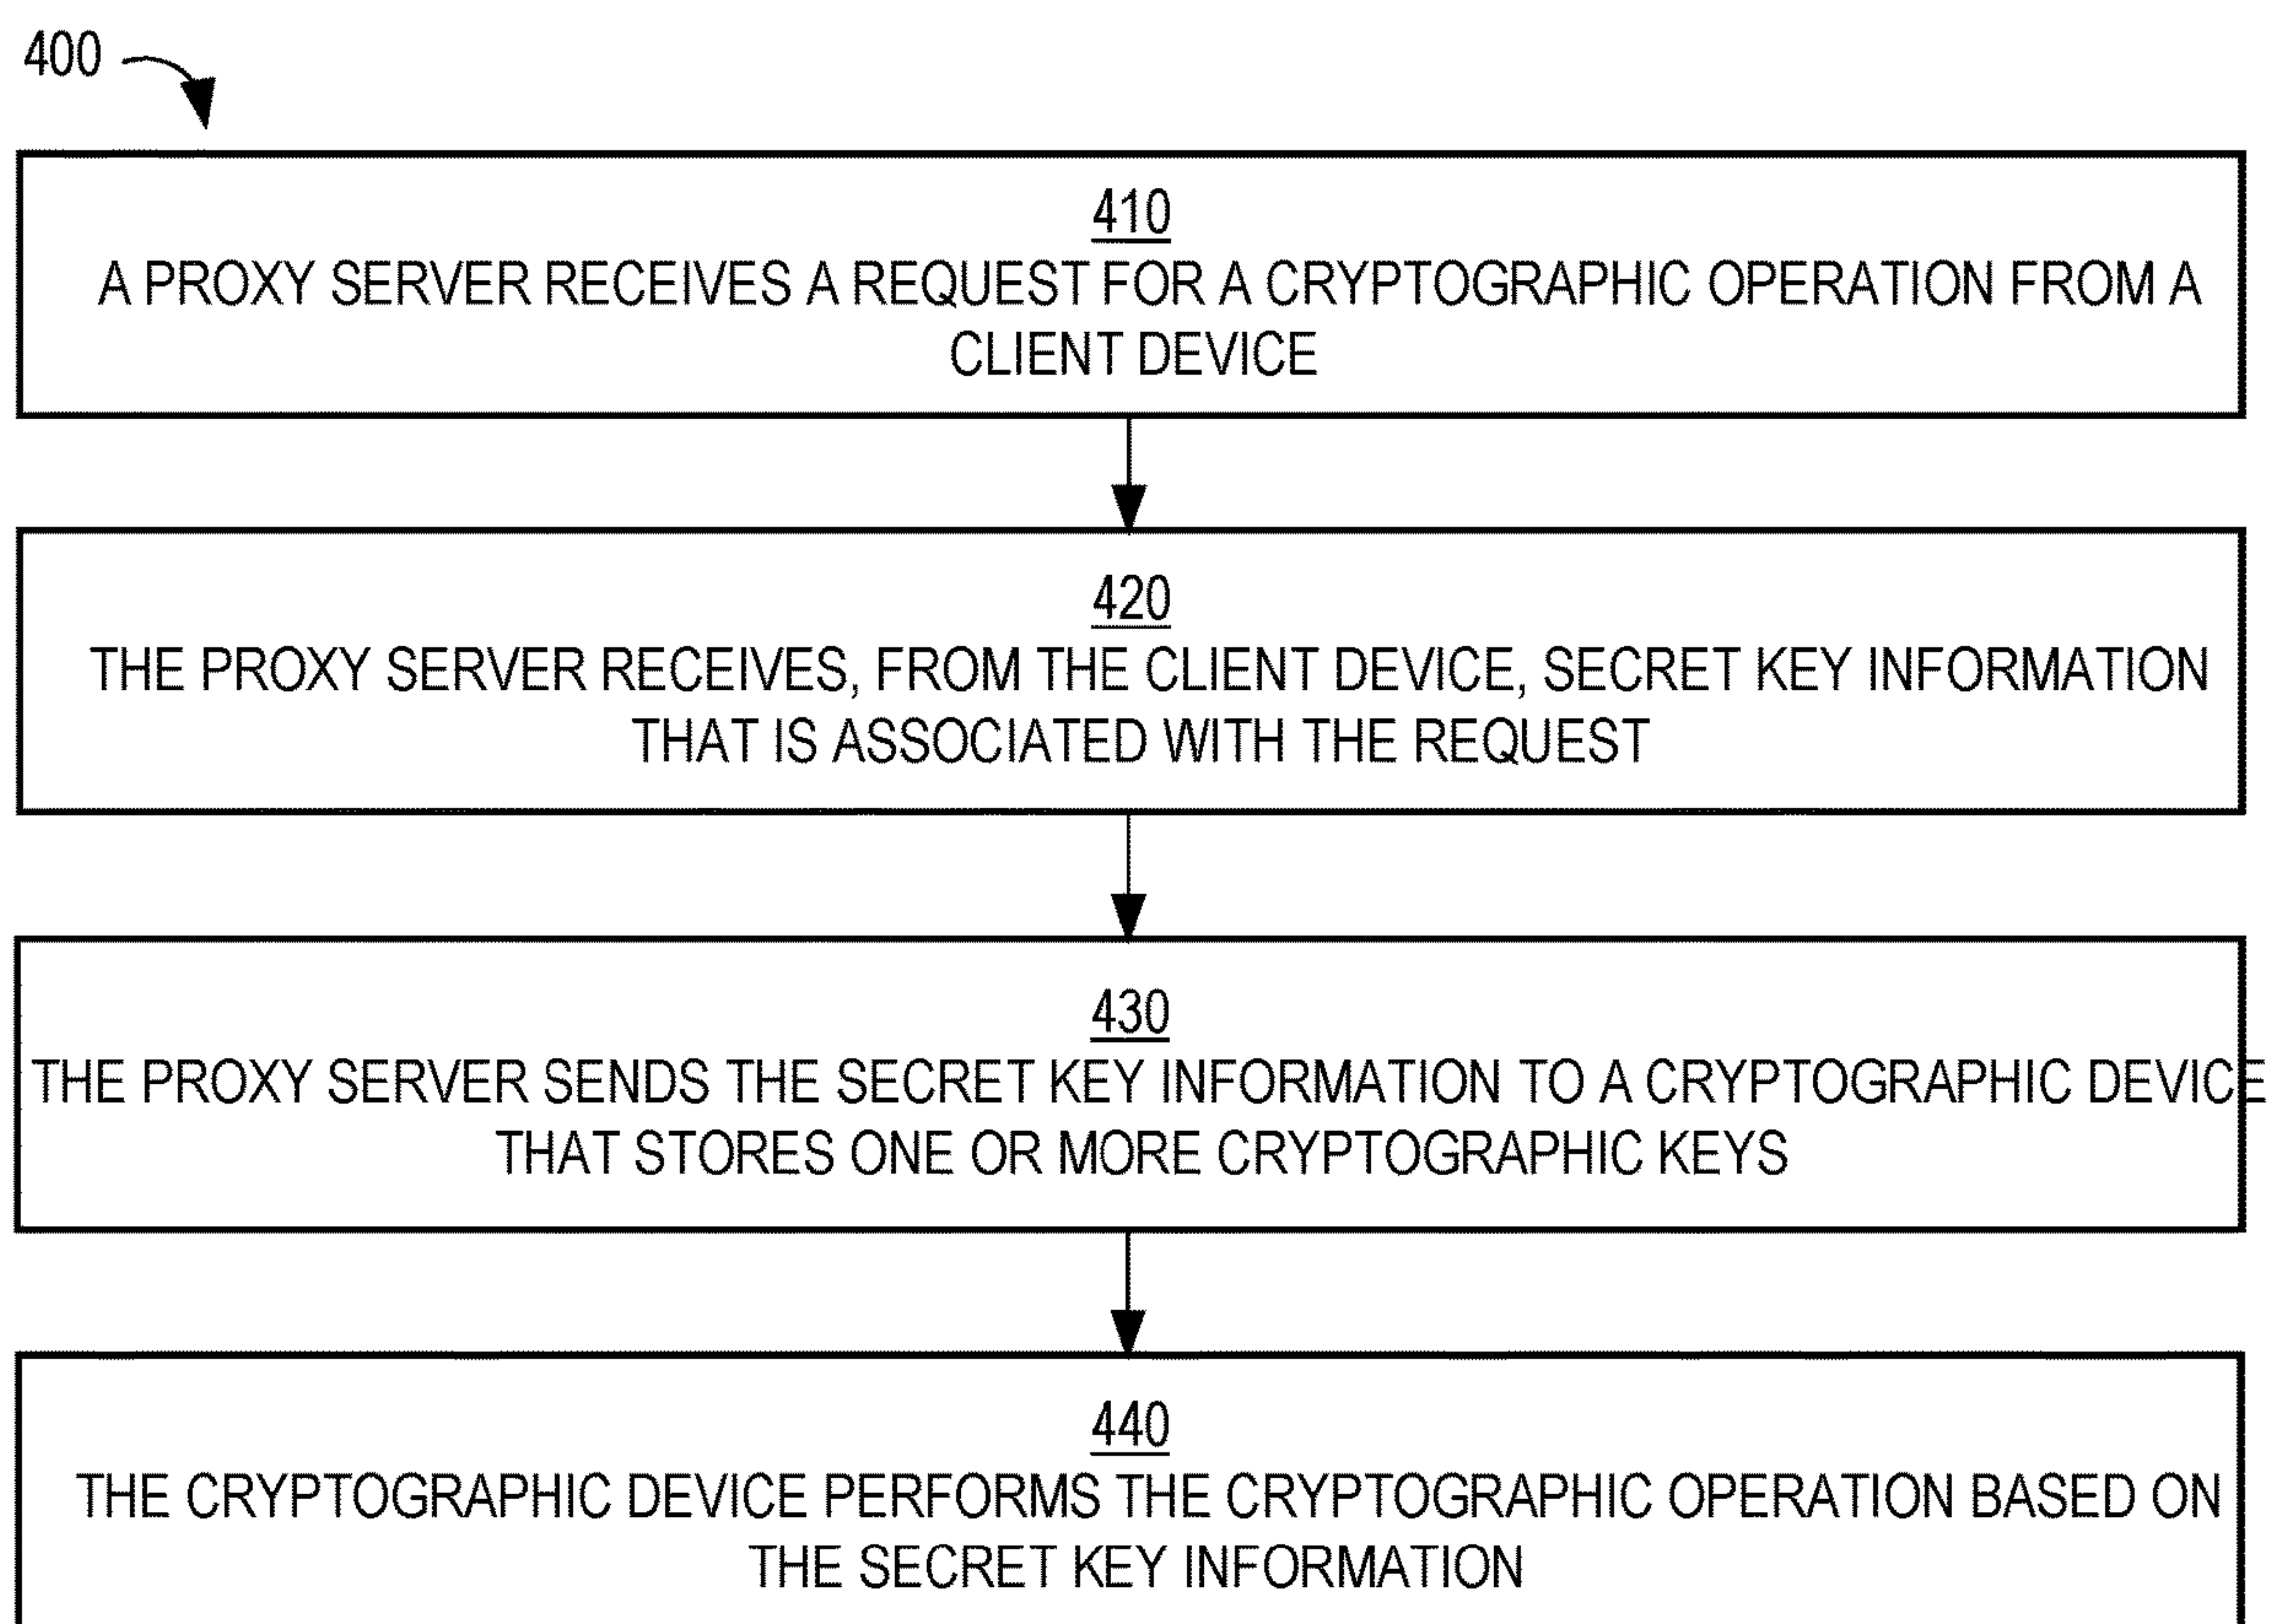 400
410
A PROXY SERVER RECEIVES A REQUEST FOR A CRYPTOGRAPHIC OPERATION FROM A
CLIENT DEVICE
420
THE PROXY SERVER RECEIVES, FROM THE CLIENT DEVICE, SECRET KEY INFORMATION
THAT IS ASSOCIATED WITH THE REQUEST
430
THE PROXY SERVER SENDS THE SECRET KEY INFORMATION TO A CRYPTOGRAPHIC DEVICE
THAT STORES ONE OR MORE CRYPTOGRAPHIC KEYS
440
THE CRYPTOGRAPHIC DEVICE PERFORMS THE CRYPTOGRAPHIC OPERATION BASED ON
THE SECRET KEY INFORMATION